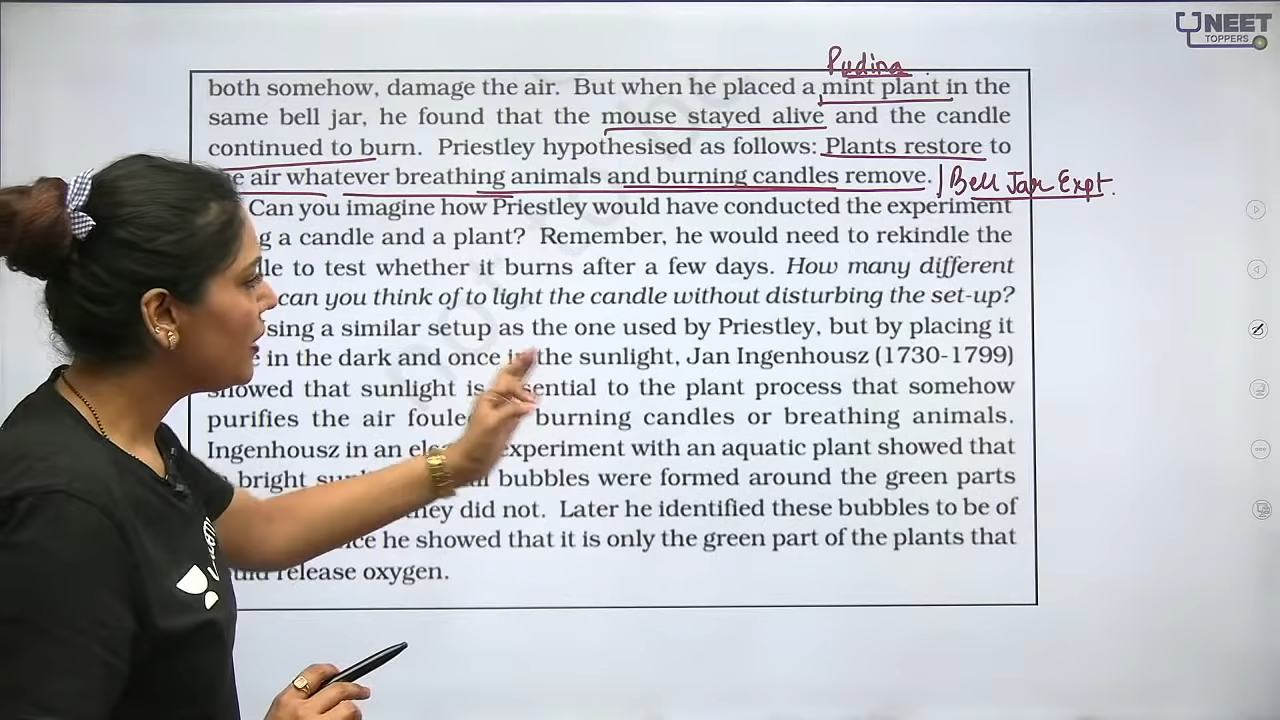 NEET
TOPPERS
Pudina
both somehow, damage the air. But when he placed a mint plant in the
same bell jar, he found that the mouse stayed alive and the candle
continued to burn. Priestley hypothesised as follows: Plants restore to
air whatever breathing animals and burning candles remove. Bell Jar Expt.
Can you imagine how Priestley would have conducted the experiment
a candle and a plant? Remember, he would need to rekindle the
to test whether it burns after a few days. How many different
can you think of to light the candle without disturbing the set-up?
a similar setup as the one used by Priestley, but by placing it
in the dark and once in the sunlight, Jan Ingenhousz (1730-1799)
showed that sunlight is essential to the plant process that somehow
purifies the air burning candles or breathing animals.
Ingenhousz in an experiment with an aquatic plant showed that
bright bubbles were formed around the green parts
they did not. Later he identified these bubbles to be of
he showed that it is only the green part of the plants that
release oxygen.